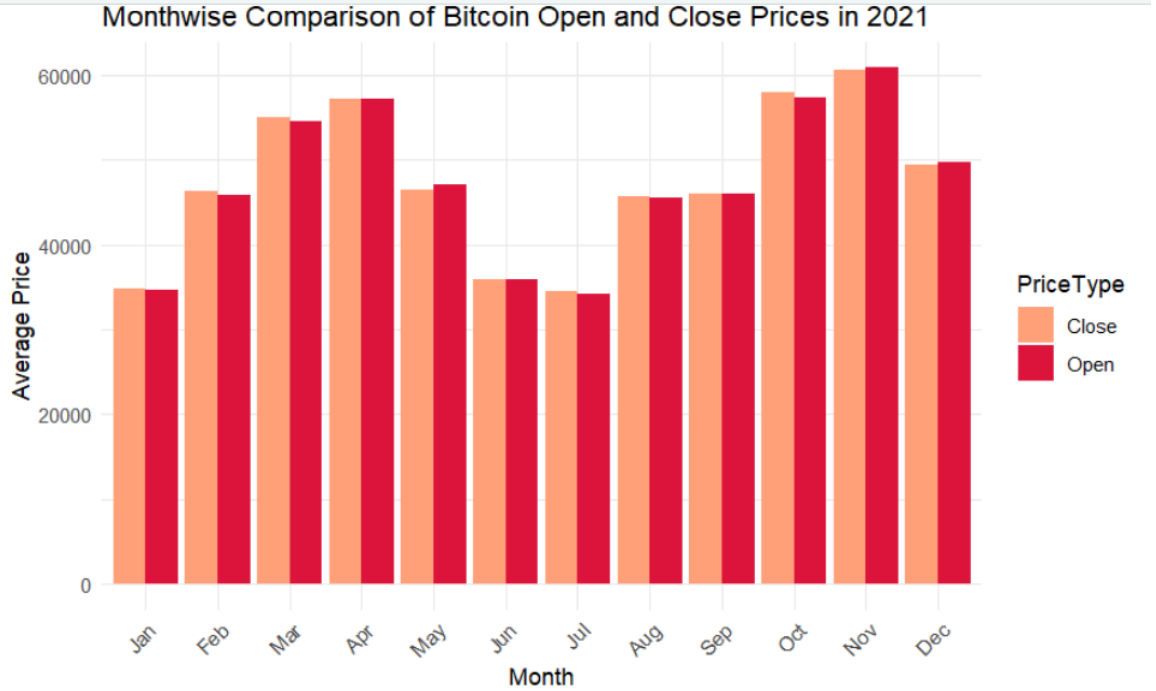 Monthwise Comparison of Bitcoin Open and Close Prices in 2021
60000
40000
20000
0
Average Price
Jan Feb Mar Apr May Jun Jul Aug Sep Oct Nov Dec
Month
PriceType
Close
Open